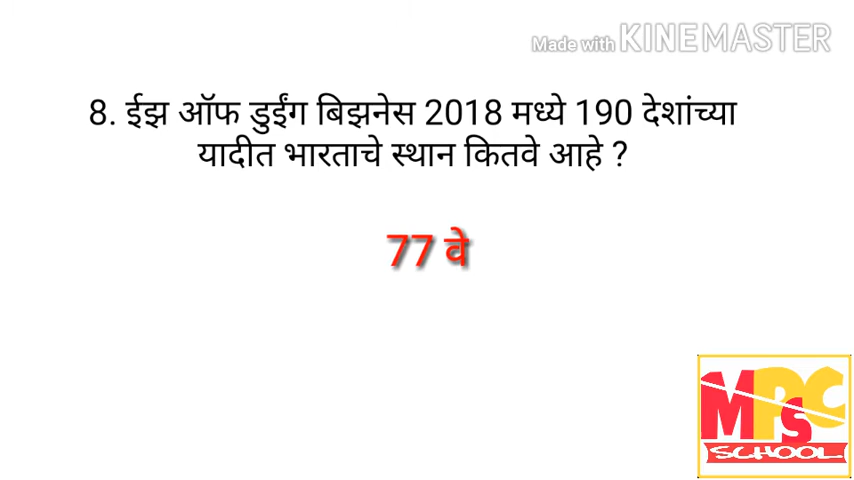 Made with KINEMASTER
8. ईझ ऑफ डुईंग बिझनेस 2018 मध्ये 190 देशांच्या
यादीत भारताचे स्थान कितवे आहे ?
77 वे
MPSC
SCHOOL